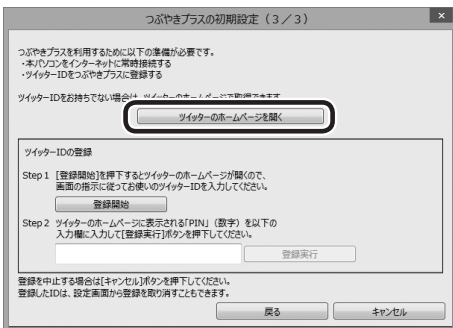 つぶやきプラスの初期設定(3/3)
×
つぶやきプラスを利用するために以下の準備が必要です。
・本パソコンをインターネットに常時接続する
・ツイッターIDをつぶやきプラスに登録する
ツイッターIDをお持ちでない場合は、ツイッターのホームページで取得できます。
ツイッターのホームページを開く
ツイッターIDの登録
Step1 [登録開始]を押下するとツイッターのホームページが開くので、
画面の指示に従ってお使いのツイッターIDを入力してください。
登録開始
Step2 ツイッターのホームページに表示される「PIN」(数字)を以下の
入力欄に入力して[登録実行]ボタンを押下してください。
登録実行
登録を中止する場合は[キャンセル]ボタンを押下してください。
登録したIDは、設定画面から登録を取り消すこともできます。
戻る
キャンセル